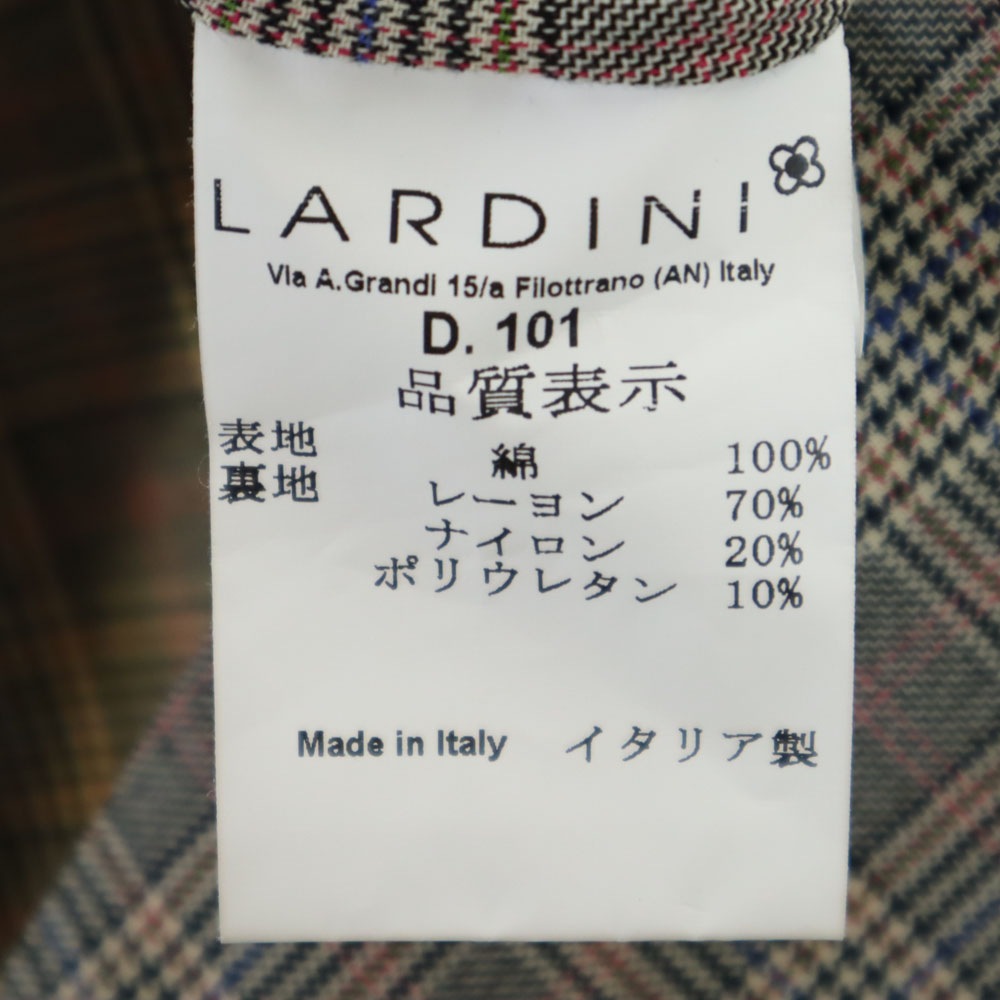 LARDINI
Via A.Grandi 15/a Filottrano (AN) Italy
D. 101
品質表示
表地 綿 100%
裏地 レーヨン 70%
ナイロン 20%
ポリウレタン 10%
Made in Italy イタリア製